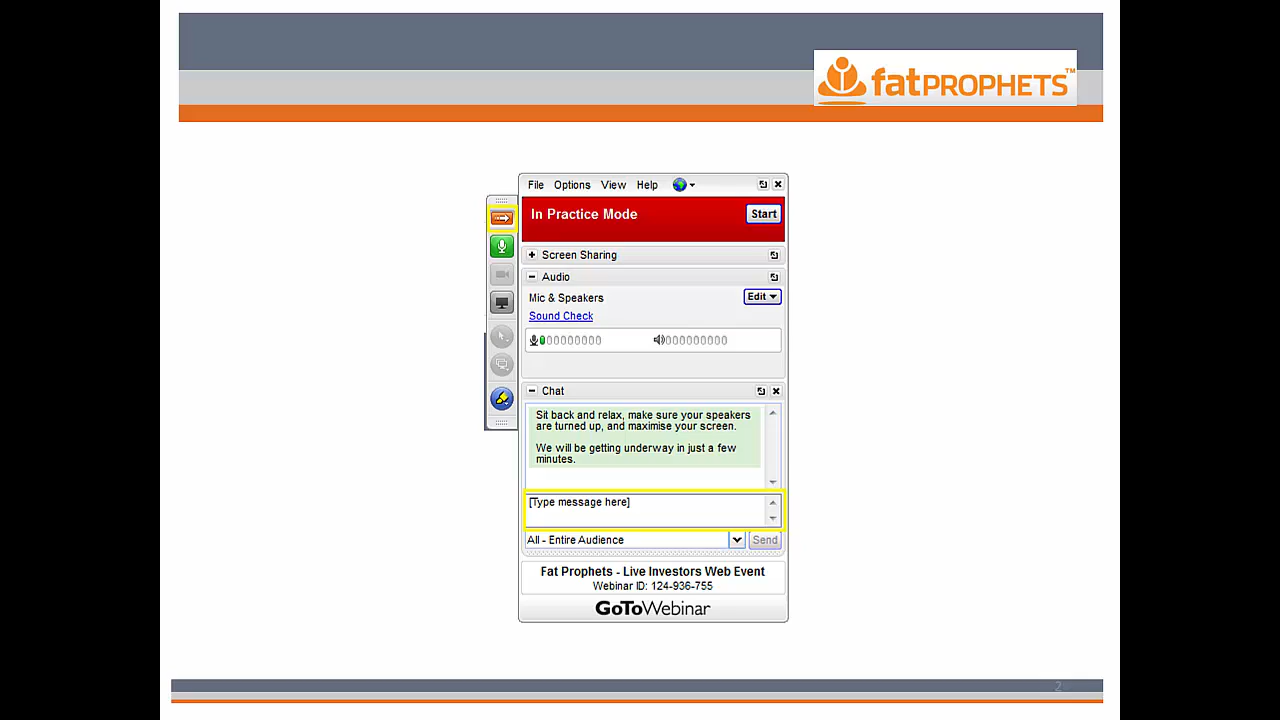 fatPROPHETS™
File Options View Help
In Practice Mode
Start
Screen Sharing
Audio
Mic & Speakers
Edit
Sound Check
Chat
Sit back and relax, make sure your speakers
are turned up, and maximise your screen.
We will be getting underway in just a few
minutes.
[Type message here]
All - Entire Audience
Send
Fat Prophets - Live Investors Web Event
Webinar ID: 124-936-755
GoToWebinar
2